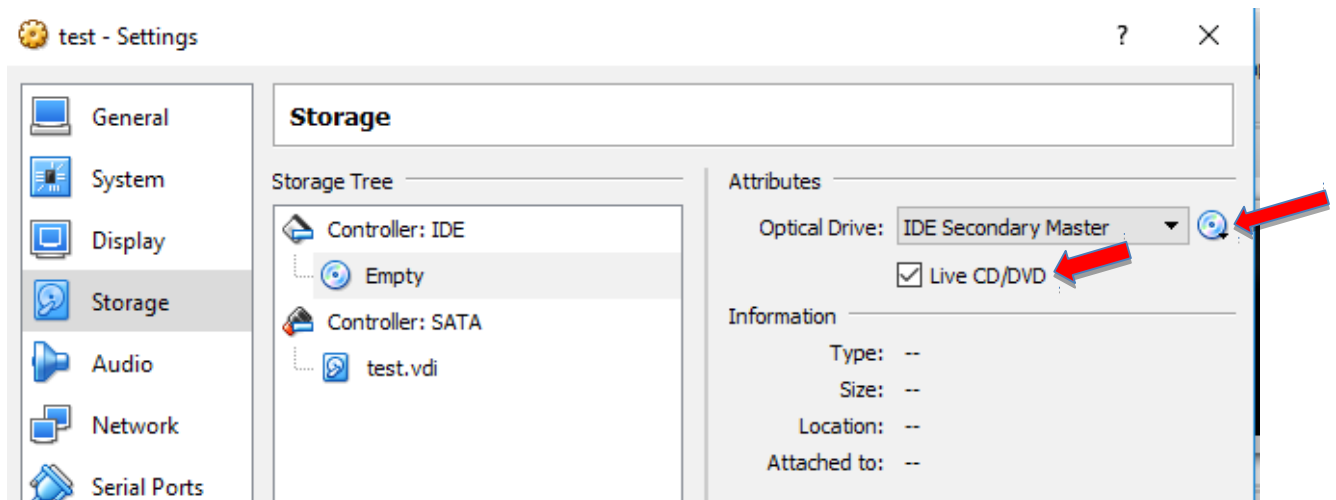 test - Settings
?
General
System
Display
Storage
Audio
Network
Serial Ports
Storage
Storage Tree
Controller: IDE
Empty
Controller: SATA
test.vdi
Attributes
Optical Drive: IDE Secondary Master
Live CD/DVD
Information
Type: --
Size: --
Location: --
Attached to: --